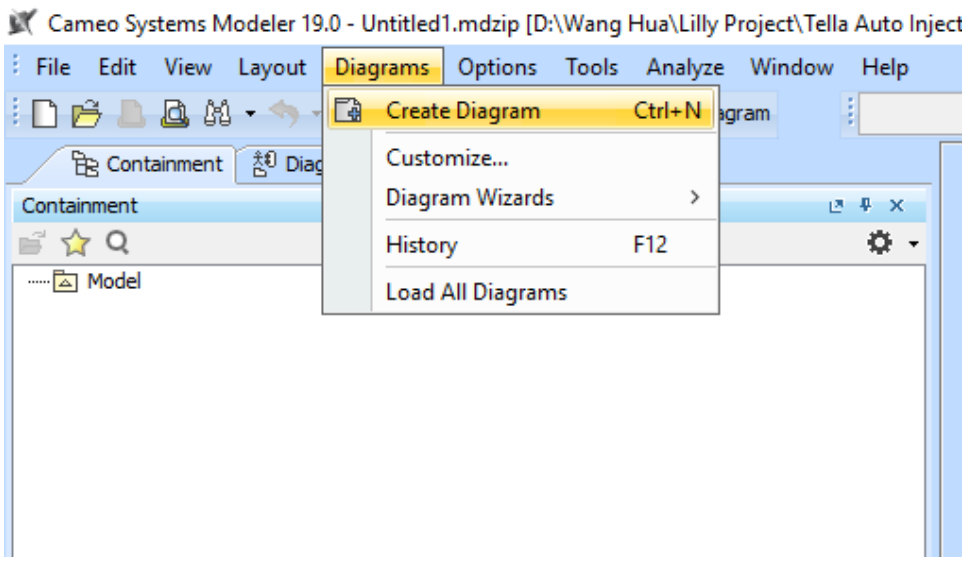 Cameo Systems Modeler 19.0 - Untitled1.mdzip [D:\Wang Hua\Lilly Project\Tella Auto Inject
File Edit View Layout Diagrams Options Tools Analyze Window Help
Create Diagram Ctrl+N agram
Containment Diag
Customize...
Containment
Diagram Wizards
History F12
Model
Load All Diagrams